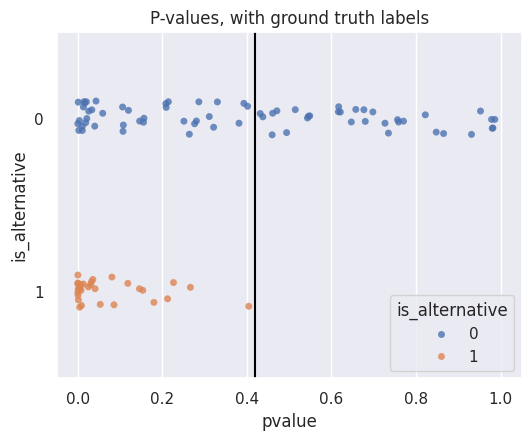 P-values, with ground truth labels
is_alternative
0
1
is_alternative
0
1
0.0 0.2 0.4 0.6 0.8 1.0
pvalue